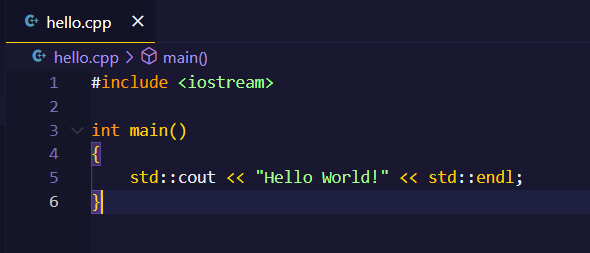 hello.cpp ×
hello.cpp > main()
1 #include <iostream>
2
3 int main()
4 {
5     std::cout << "Hello World!" << std::endl;
6 }